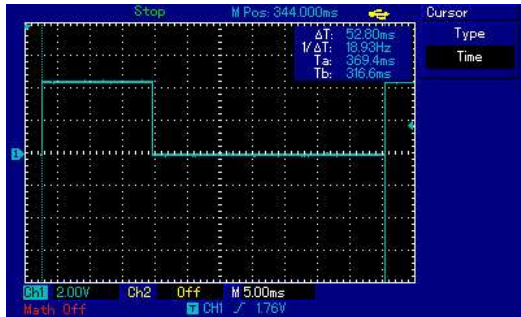 Stop M Pos: 344.000ms Cursor
ΔT: 52.80ms
1/ΔT: 18.93Hz
Ta: 369.4ms
Tb: 316.6ms
Type
Time
1
Ch1 2.00V Ch2 Off M 5.00ms
Math Off T CH1 / 1.76V